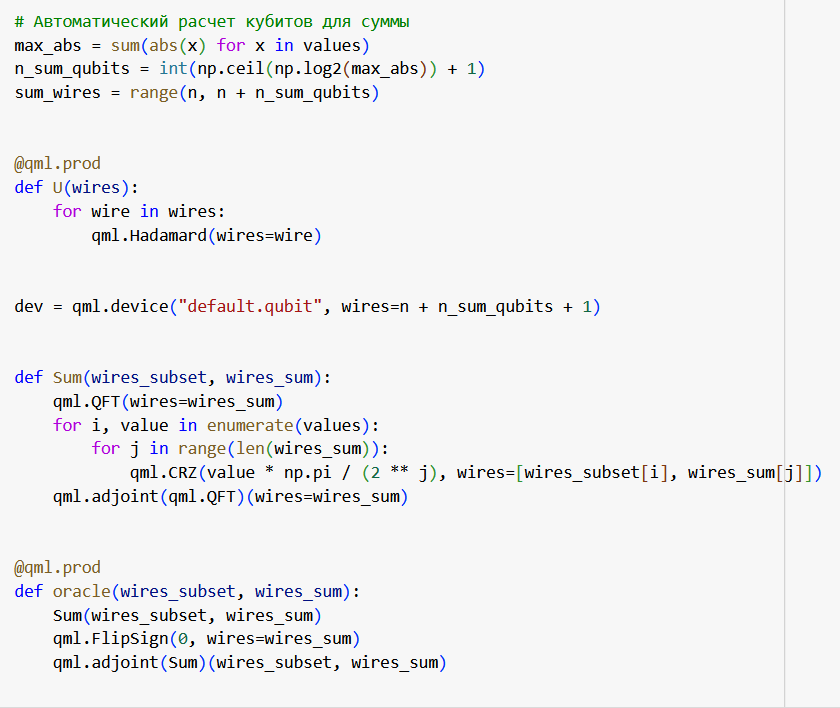 # Автоматический расчет кубитов для суммы
max_abs = sum(abs(x) for x in values)
n_sum_qubits = int(np.ceil(np.log2(max_abs)) + 1)
sum_wires = range(n, n + n_sum_qubits)
@qml.prod
def U(wires):
    for wire in wires:
        qml.Hadamard(wires=wire)
dev = qml.device("default.qubit", wires=n + n_sum_qubits + 1)
def Sum(wires_subset, wires_sum):
    qml.QFT(wires=wires_sum)
    for i, value in enumerate(values):
        for j in range(len(wires_sum)):
            qml.CRZ(value * np.pi / (2 ** j), wires=[wires_subset[i], wires_sum[j]])
    qml.adjoint(qml.QFT)(wires=wires_sum)
@qml.prod
def oracle(wires_subset, wires_sum):
    Sum(wires_subset, wires_sum)
    qml.FlipSign(0, wires=wires_sum)
    qml.adjoint(Sum)(wires_subset, wires_sum)